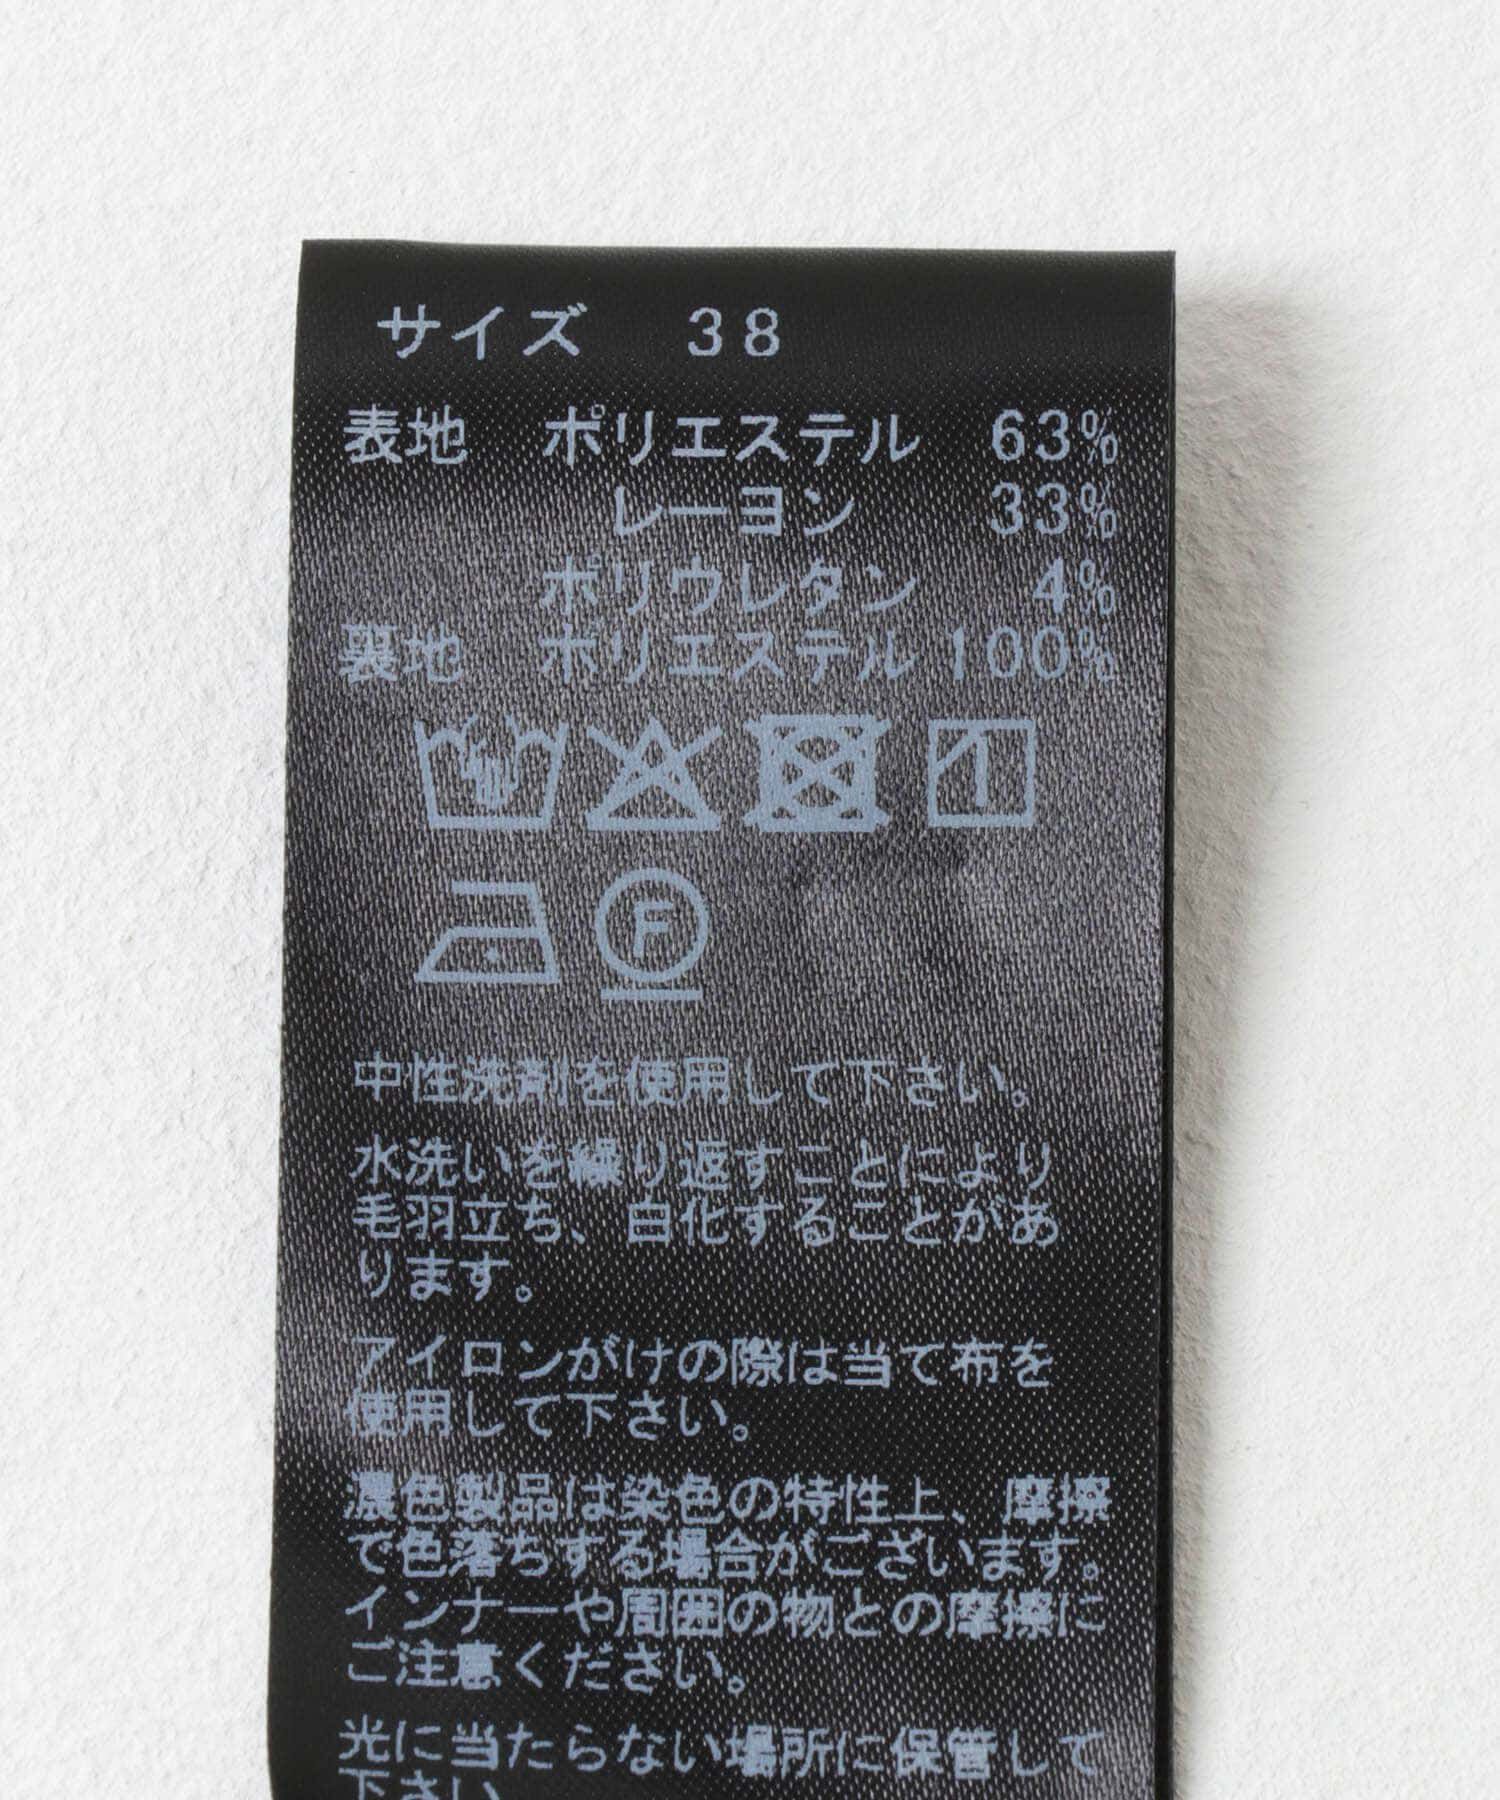 サイズ 38
表地 ポリエステル 63%
レーヨン 33%
ポリウレタン 4%
裏地 ポリエステル 100%
F
中性洗剤を使用して下さい。
水洗いを繰り返すことにより
毛羽立ち、白化することがあ
ります。
アイロンがけの際は当て布を
使用して下さい。
濃色製品は染色の特性上、摩擦
で色落ちする場合がございます。
インナーや周囲の物との摩擦に
ご注意ください。
光に当たらない場所に保管して
下さい